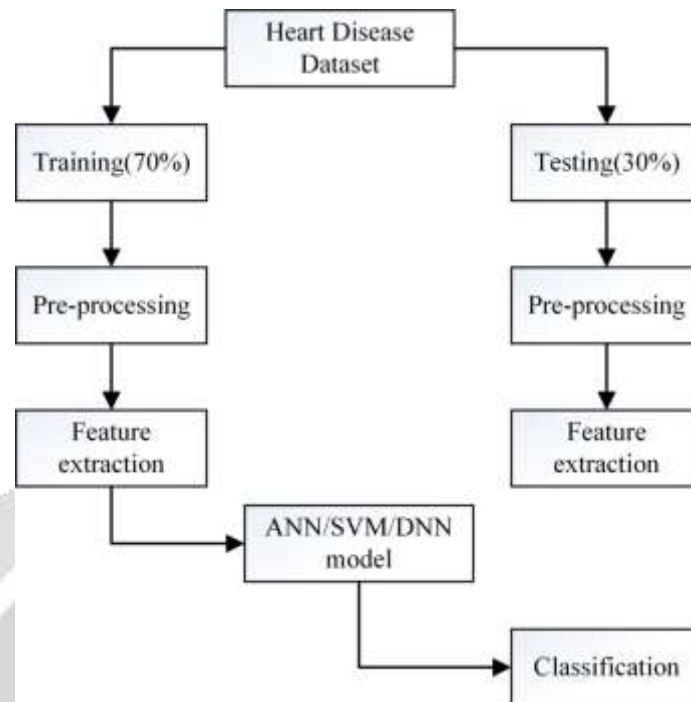 Heart Disease
Dataset
Training(70%)
Testing(30%)
Pre-processing
Pre-processing
Feature
extraction
Feature
extraction
ANN/SVM/DNN
model
Classification